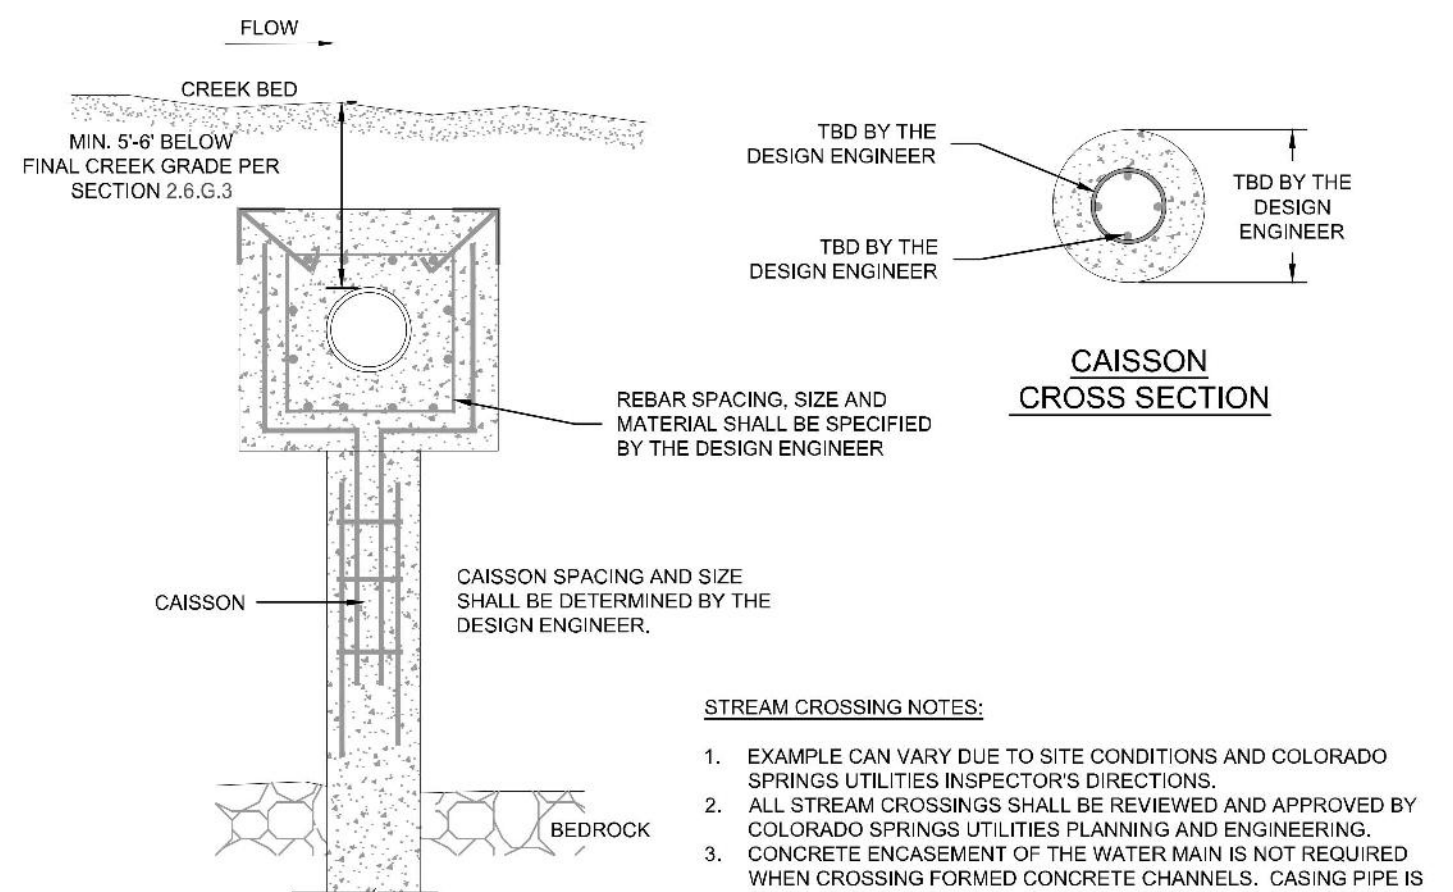 FLOW
CREEK BED
MIN. 5'-6' BELOW
FINAL CREEK GRADE PER
SECTION 2.6.G.3
REBAR SPACING, SIZE AND
MATERIAL SHALL BE SPECIFIED
BY THE DESIGN ENGINEER
CAISSON
CAISSON SPACING AND SIZE
SHALL BE DETERMINED BY THE
DESIGN ENGINEER.
BEDROCK
TBD BY THE
DESIGN ENGINEER
TBD BY THE
DESIGN ENGINEER
TBD BY THE
DESIGN
ENGINEER
CAISSON
CROSS SECTION
STREAM CROSSING NOTES:
1. EXAMPLE CAN VARY DUE TO SITE CONDITIONS AND COLORADO
SPRINGS UTILITIES INSPECTOR'S DIRECTIONS.
2. ALL STREAM CROSSINGS SHALL BE REVIEWED AND APPROVED BY
COLORADO SPRINGS UTILITIES PLANNING AND ENGINEERING.
3. CONCRETE ENCASEMENT OF THE WATER MAIN IS NOT REQUIRED
WHEN CROSSING FORMED CONCRETE CHANNELS. CASING PIPE IS